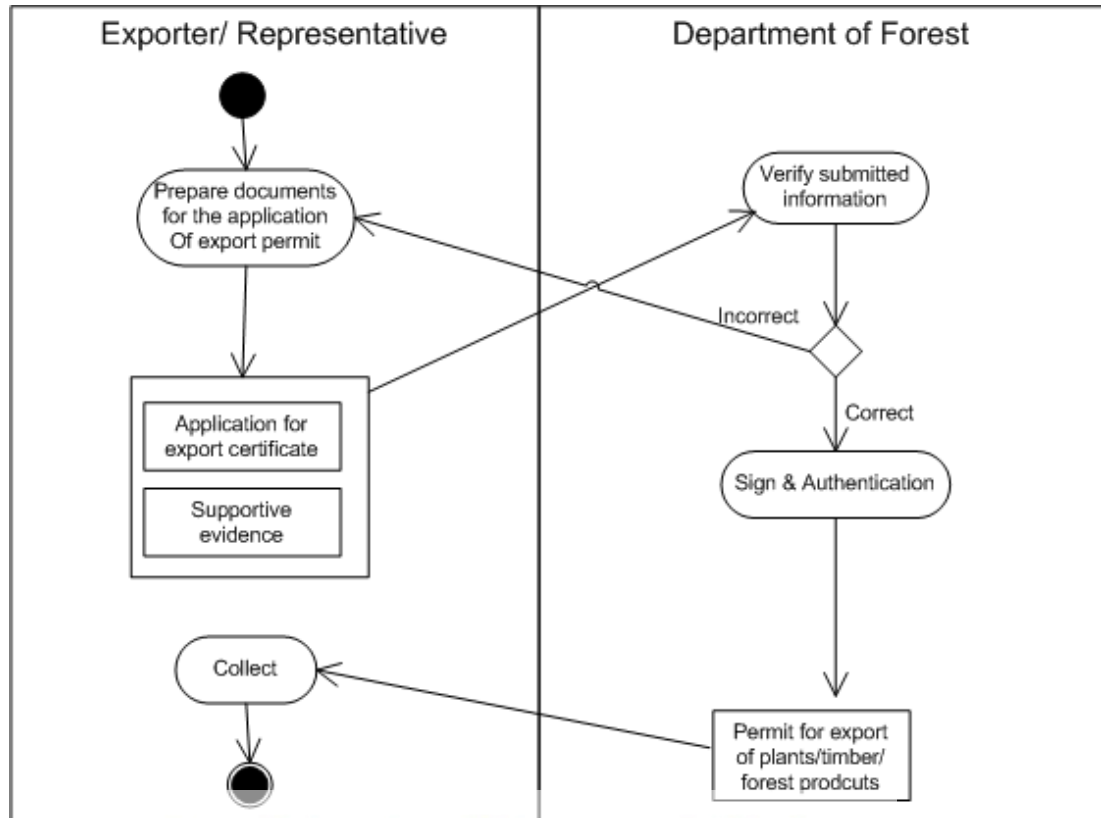 Exporter/ Representative
Department of Forest
Prepare documents
for the application
Of export permit
Verify submitted
information
Incorrect
Correct
Application for
export certificate
Supportive
evidence
Sign & Authentication
Collect
Permit for export
of plants/timber/
forest prodcuts